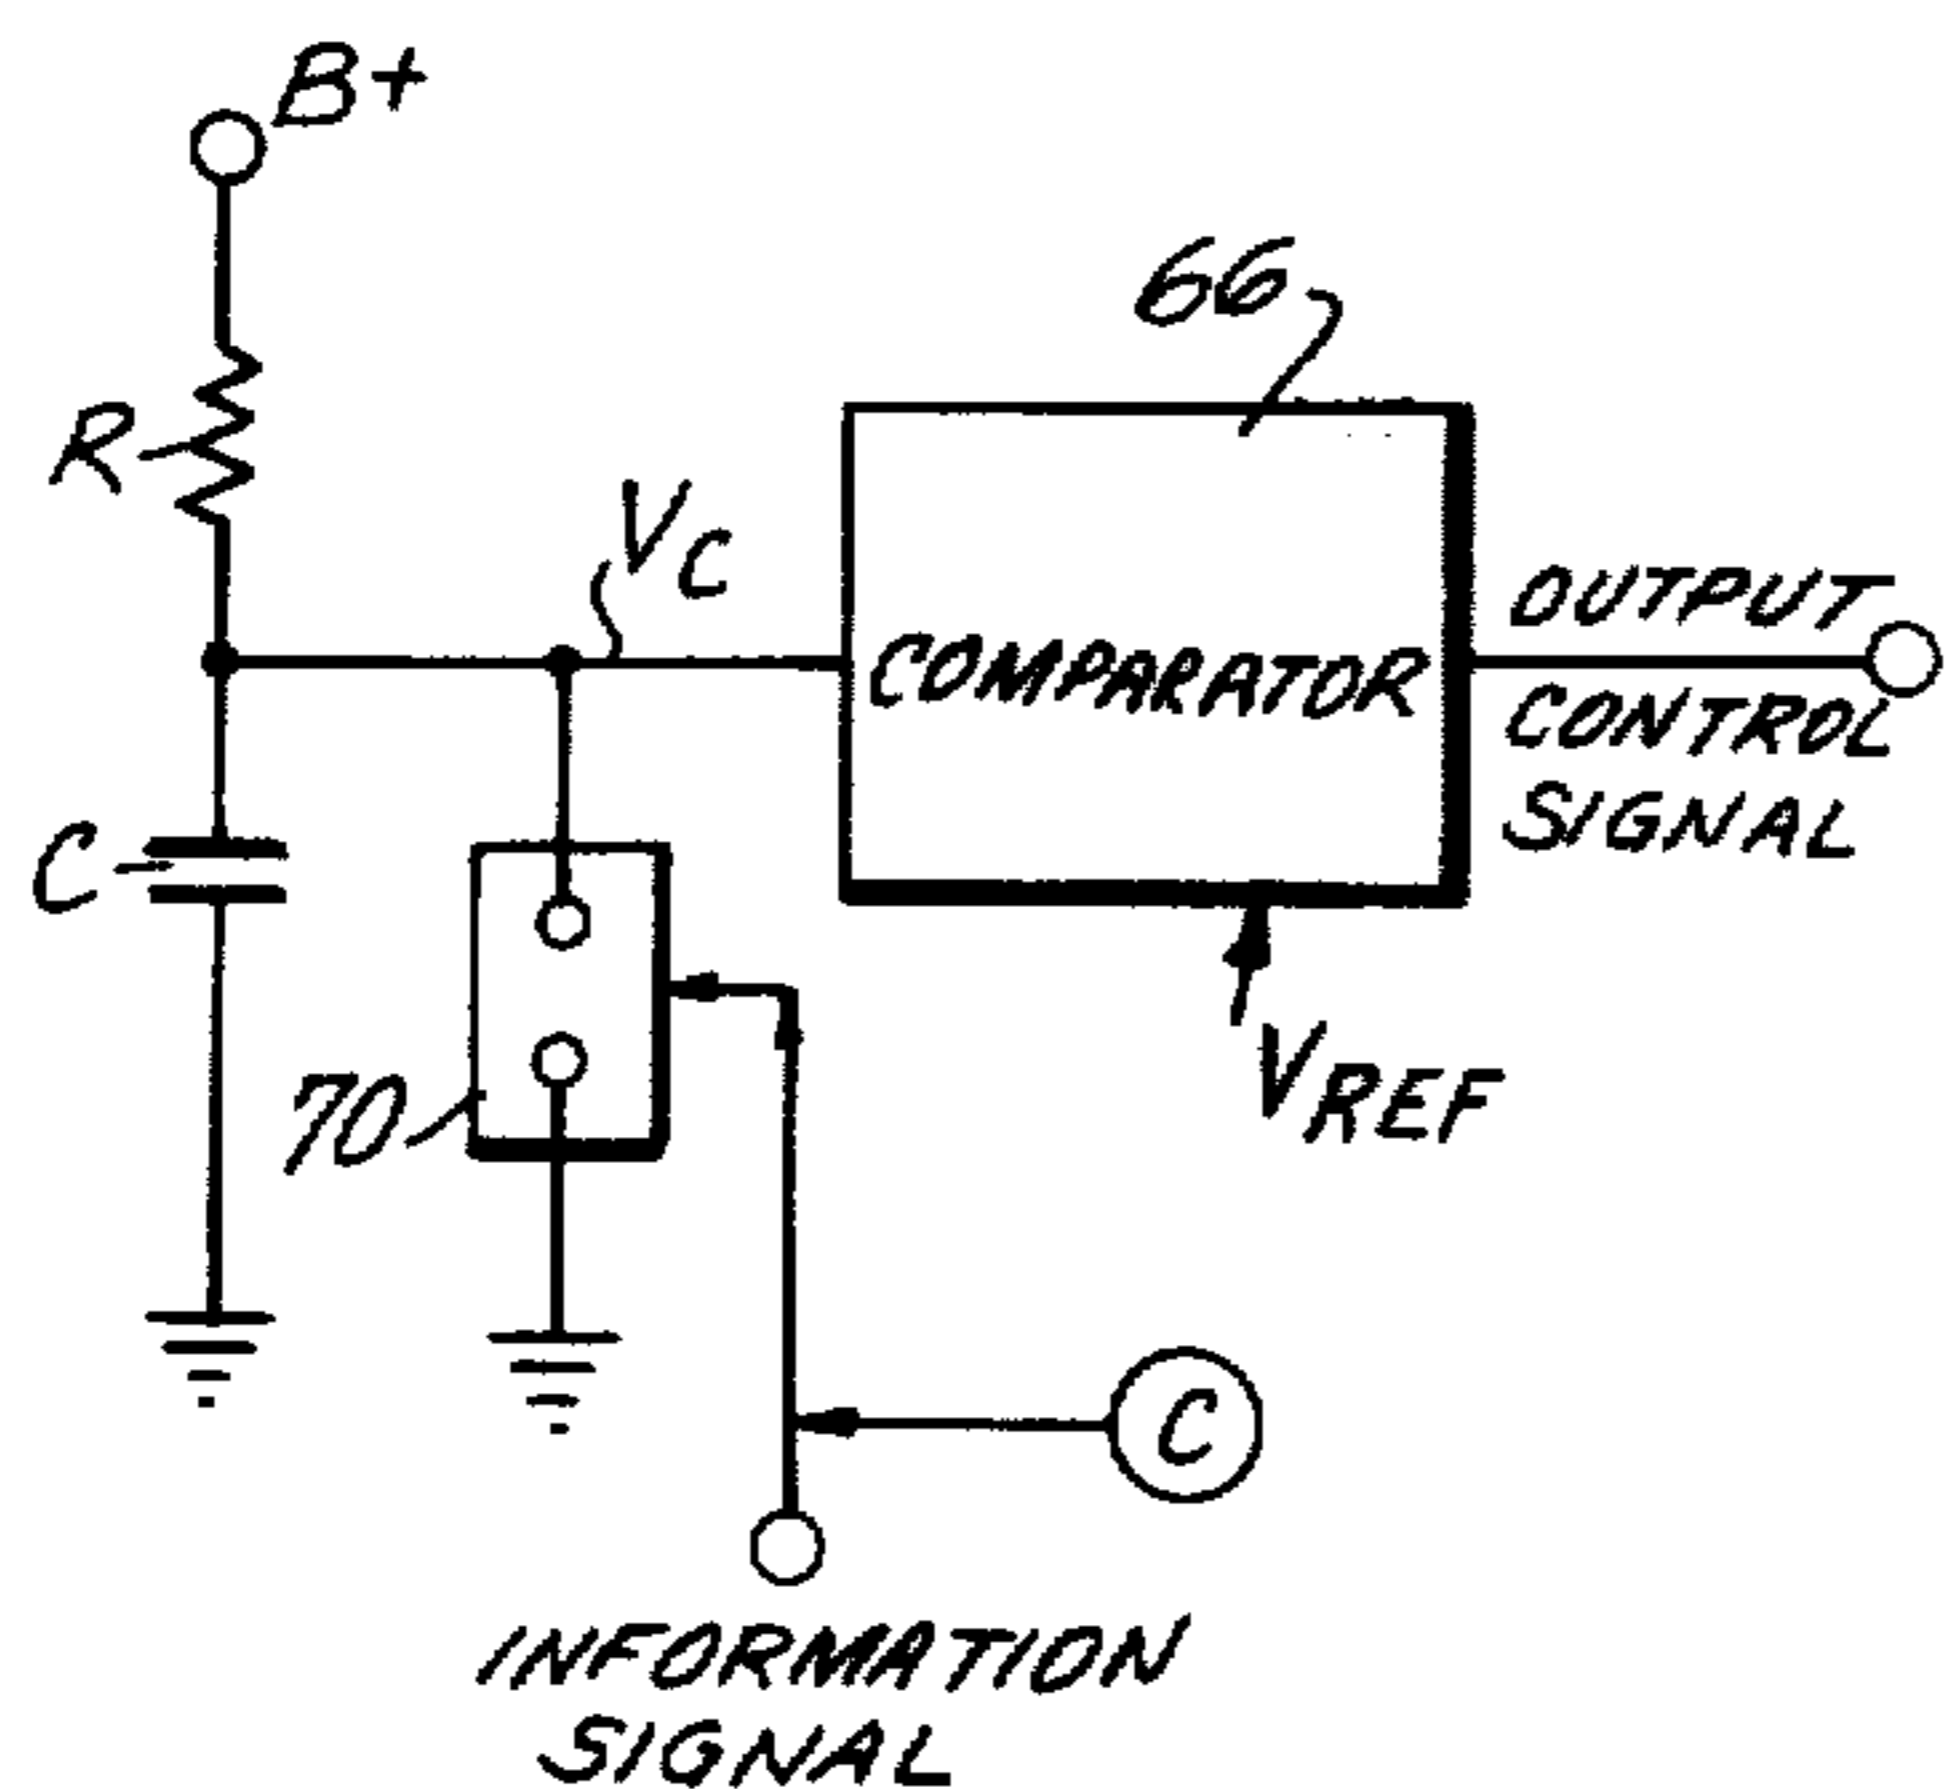 B+
66
R
VC
COMPARATOR
OUTPUT
CONTROL
SIGNAL
C
70
VREF
C
INFORMATION
SIGNAL